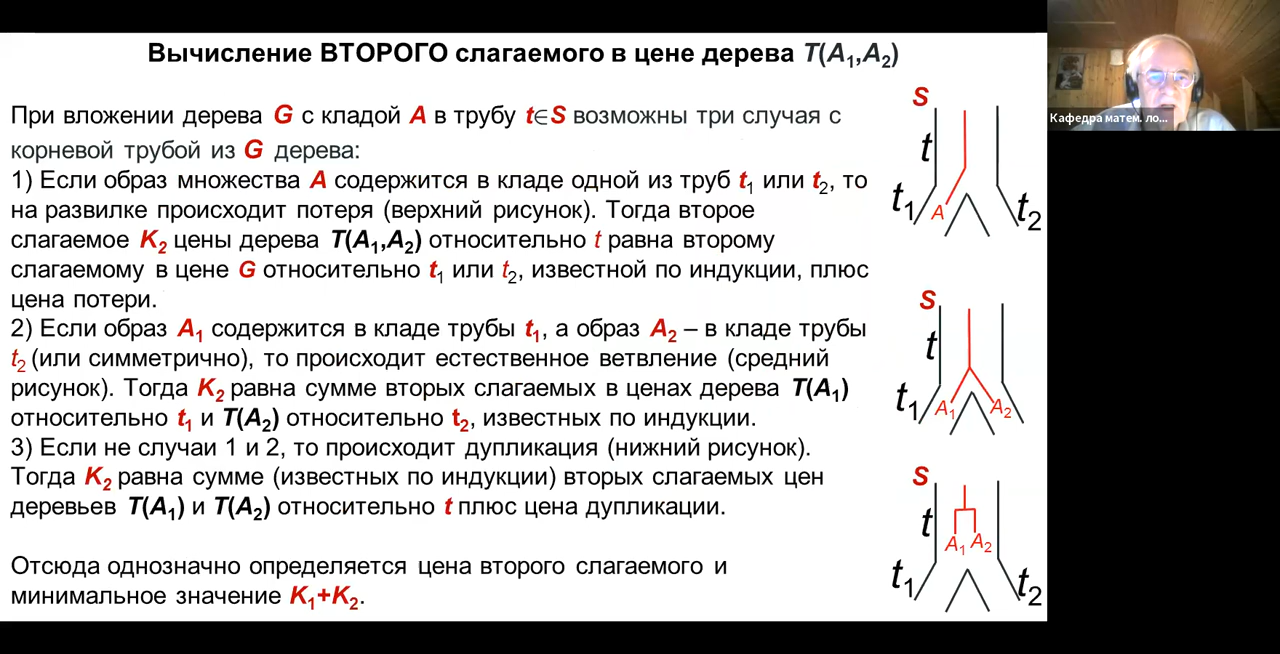 Вычисление ВТОРОГО слагаемого в цене дерева T(A₁,A₂)
При вложении дерева G с кладой A в трубу t∈S возможны три случая с
корневой трубой из G дерева:
1) Если образ множества A содержится в кладе одной из труб t₁ или t₂, то
на развилке происходит потеря (верхний рисунок). Тогда второе
слагаемое K₂ цены дерева T(A₁,A₂) относительно t равна второму
слагаемому в цене G относительно t₁ или t₂, известной по индукции, плюс
цена потери.
2) Если образ A₁ содержится в кладе трубы t₁, а образ A₂ – в кладе трубы
t₂ (или симметрично), то происходит естественное ветвление (средний
рисунок). Тогда K₂ равна сумме вторых слагаемых в ценах дерева T(A₁)
относительно t₁ и T(A₂) относительно t₂, известных по индукции.
3) Если не случаи 1 и 2, то происходит дупликация (нижний рисунок).
Тогда K₂ равна сумме (известных по индукции) вторых слагаемых цен
деревьев T(A₁) и T(A₂) относительно t плюс цена дупликации.
Отсюда однозначно определяется цена второго слагаемого и
минимальное значение K₁+K₂.
S
t
t₁ A t₂
S
t
t₁ A₁ A₂
S
t
A₁ A₂
t₁ t₂
Кафедра матем. ло...